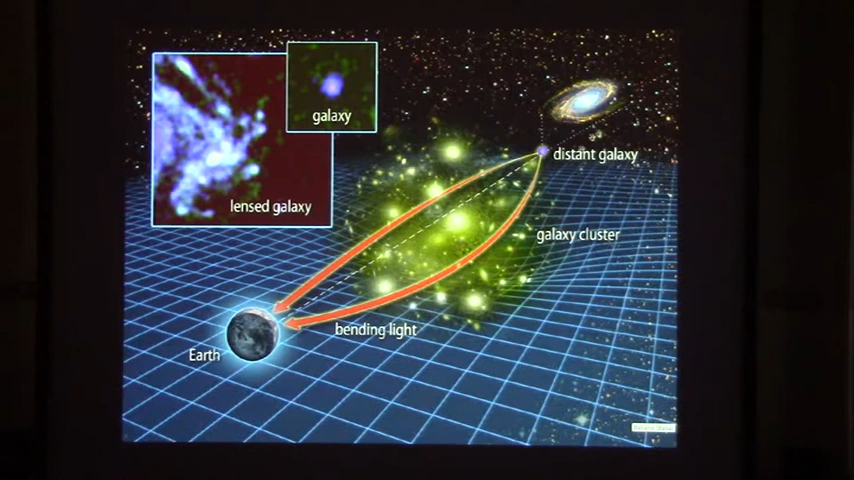 galaxy
lensed galaxy
distant galaxy
galaxy cluster
bending light
Earth